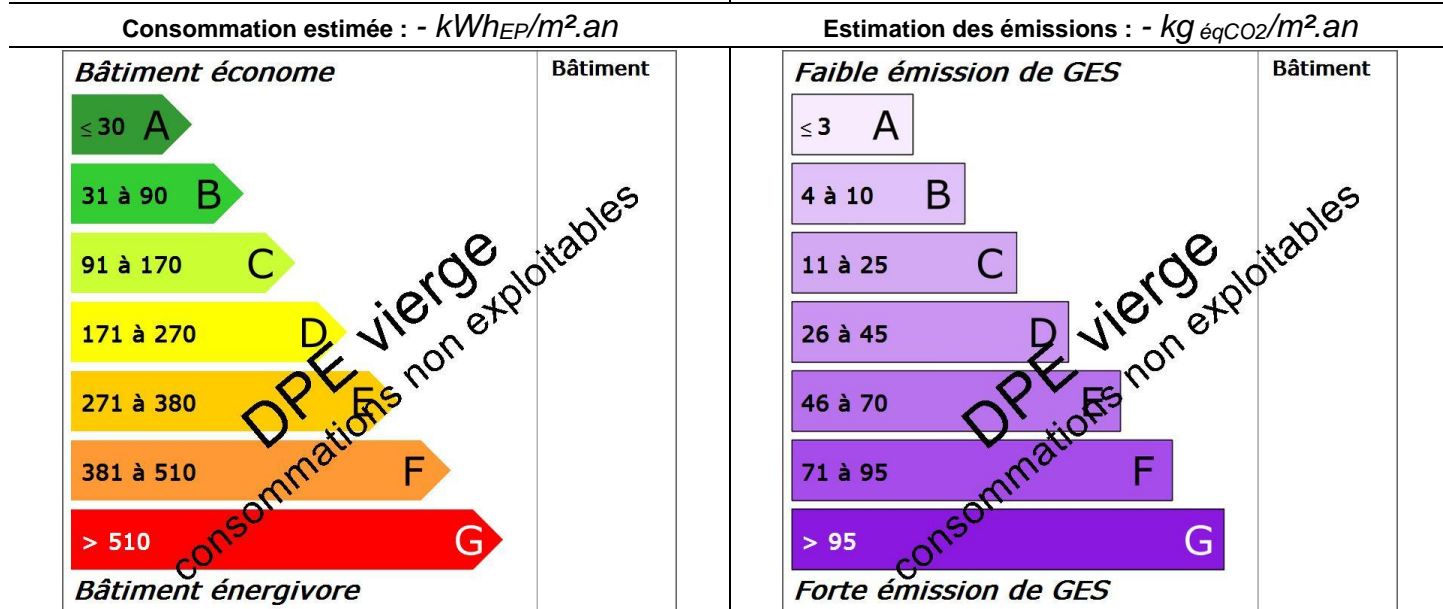 Consommation estimée : - kWhEP/m².an
Bâtiment économe
Bâtiment
≤ 30 A
31 à 90 B
91 à 170 C
171 à 270 D
271 à 380 E
381 à 510 F
> 510 G
Bâtiment énergivore
DPE vierge
consommations non exploitables
Estimation des émissions : - kg éqCO2/m².an
Faible émission de GES
Bâtiment
≤ 3 A
4 à 10 B
11 à 25 C
26 à 45 D
46 à 70 E
71 à 95 F
> 95 G
Forte émission de GES
DPE vierge
consommations non exploitables